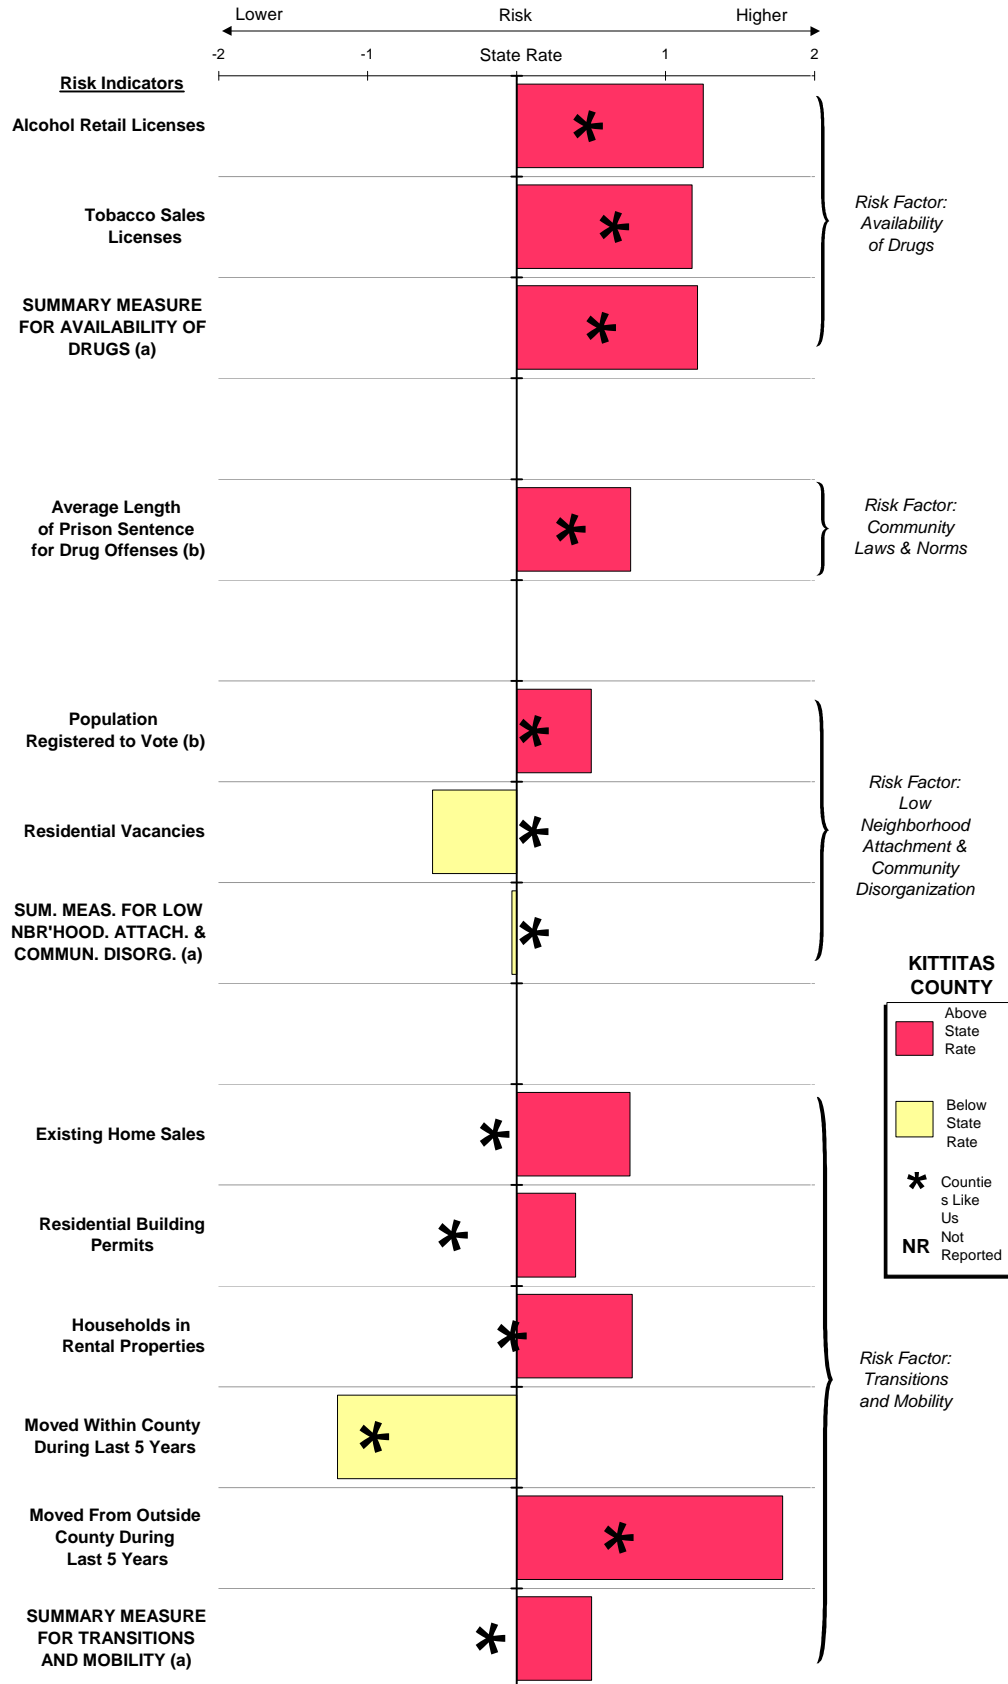 Lower Risk Higher
-2 -1 State Rate 1 2
Risk Indicators
Alcohol Retail Licenses
Tobacco Sales
Licenses
SUMMARY MEASURE
FOR AVAILABILITY OF
DRUGS (a)
Risk Factor:
Availability
of Drugs
Average Length
of Prison Sentence
for Drug Offenses (b)
Risk Factor:
Community
Laws & Norms
Population
Registered to Vote (b)
Residential Vacancies
SUM. MEAS. FOR LOW
NBR'HOOD. ATTACH. &
COMMUN. DISORG. (a)
Risk Factor:
Low
Neighborhood
Attachment &
Community
Disorganization
KITTITAS
COUNTY
Above
State
Rate
Below
State
Rate
* Countie
s Like
Us
NR Not
Reported
Existing Home Sales
Residential Building
Permits
Households in
Rental Properties
Moved Within County
During Last 5 Years
Moved From Outside
County During
Last 5 Years
SUMMARY MEASURE
FOR TRANSITIONS
AND MOBILITY (a)
Risk Factor:
Transitions
and Mobility